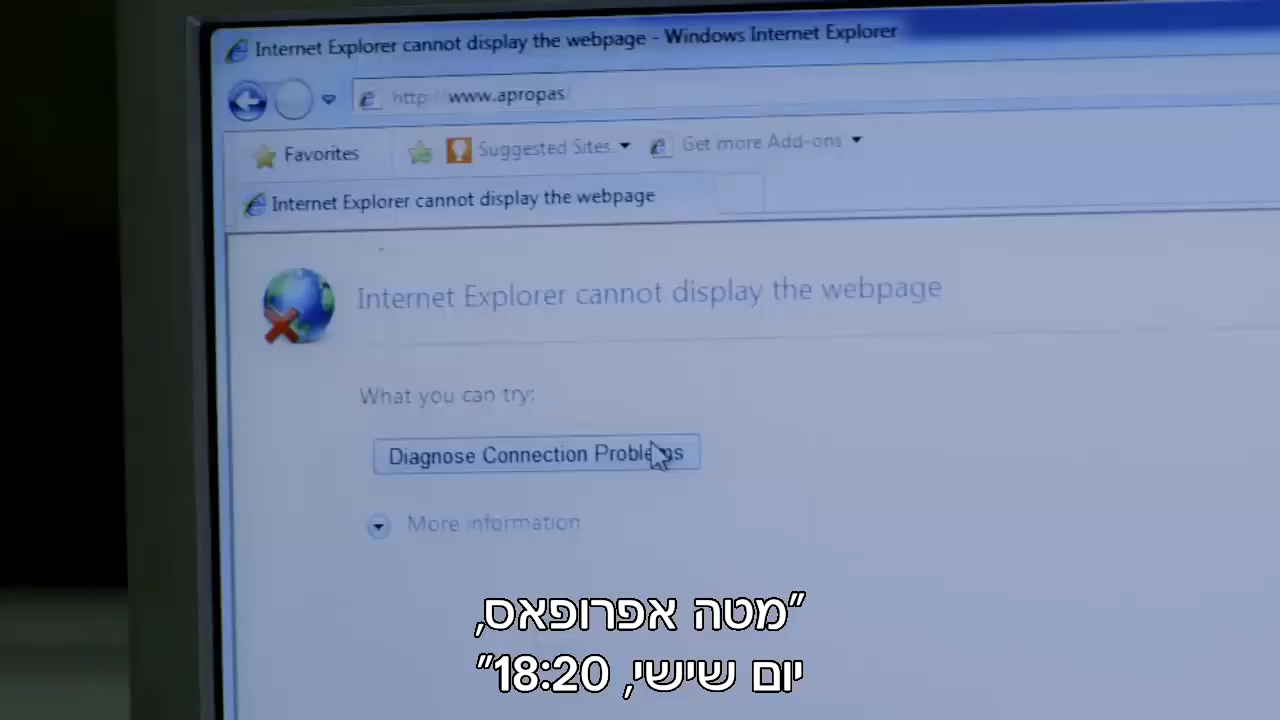 Internet Explorer cannot display the webpage - Windows Internet Explorer
http://www.apropas/
Favorites Suggested Sites Get more Add-ons
Internet Explorer cannot display the webpage
Internet Explorer cannot display the webpage
What you can try:
Diagnose Connection Problems
More information
"מטה אפרופאס,
יום שישי, 18:20"